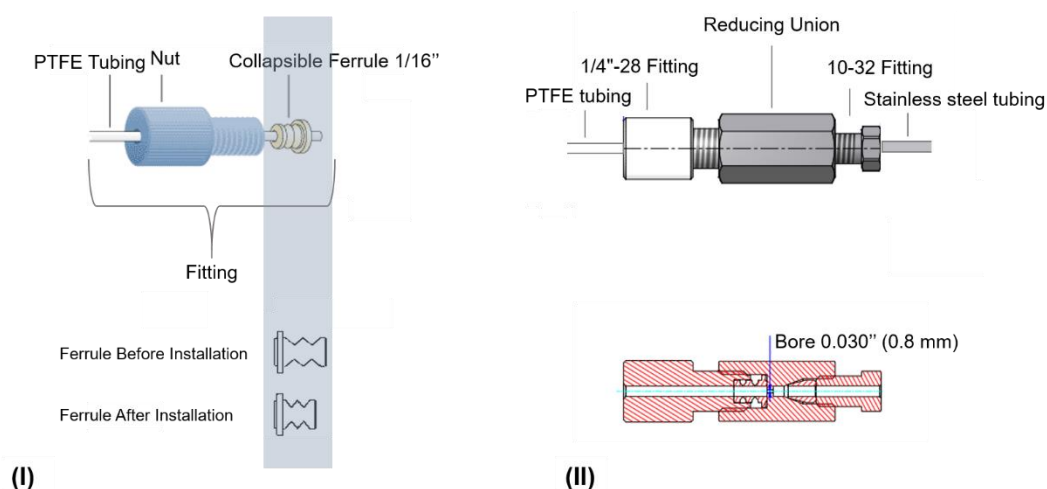 PTFE Tubing
Nut
Collapsible Ferrule 1/16’’
Fitting
Ferrule Before Installation
Ferrule After Installation
(I)
Reducing Union
1/4"-28 Fitting
10-32 Fitting
PTFE tubing
Stainless steel tubing
Bore 0.030’’ (0.8 mm)
(II)